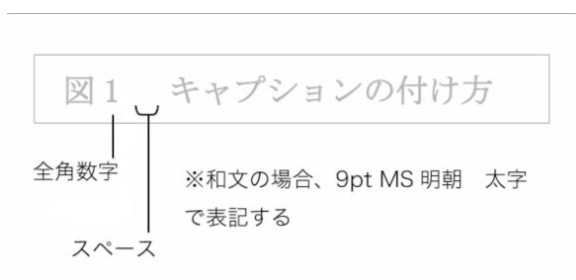 図１　キャプションの付け方
全角数字
※和文の場合、9pt MS 明朝　太字
で表記する
スペース